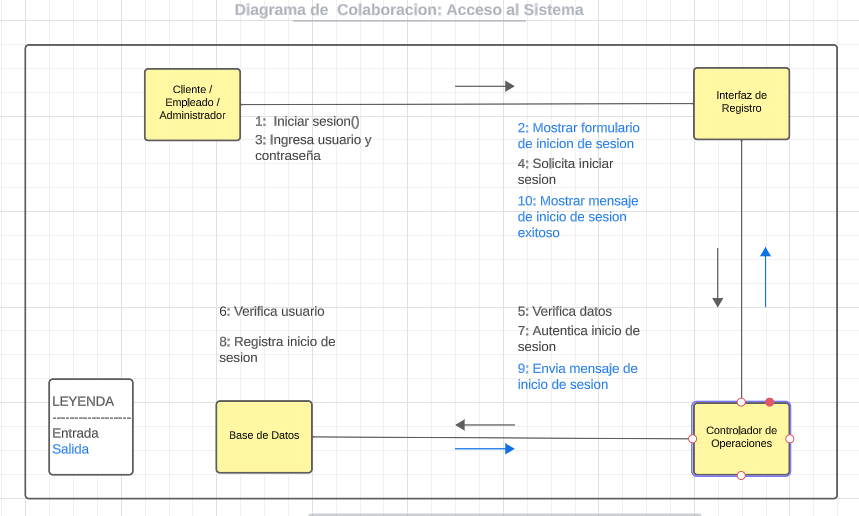 Diagrama de Colaboracion: Acceso al Sistema
Cliente /
Empleado /
Administrador
Interfaz de
Registro
1: Iniciar sesion()
3: Ingresa usuario y
contraseña
2: Mostrar formulario
de inicion de sesion
4: Solicita iniciar
sesion
10: Mostrar mensaje
de inicio de sesion
exitoso
6: Verifica usuario
8: Registra inicio de
sesion
5: Verifica datos
7: Autentica inicio de
sesion
9: Envia mensaje de
inicio de sesion
LEYENDA
--------------------
Entrada
Salida
Base de Datos
Controlador de
Operaciones